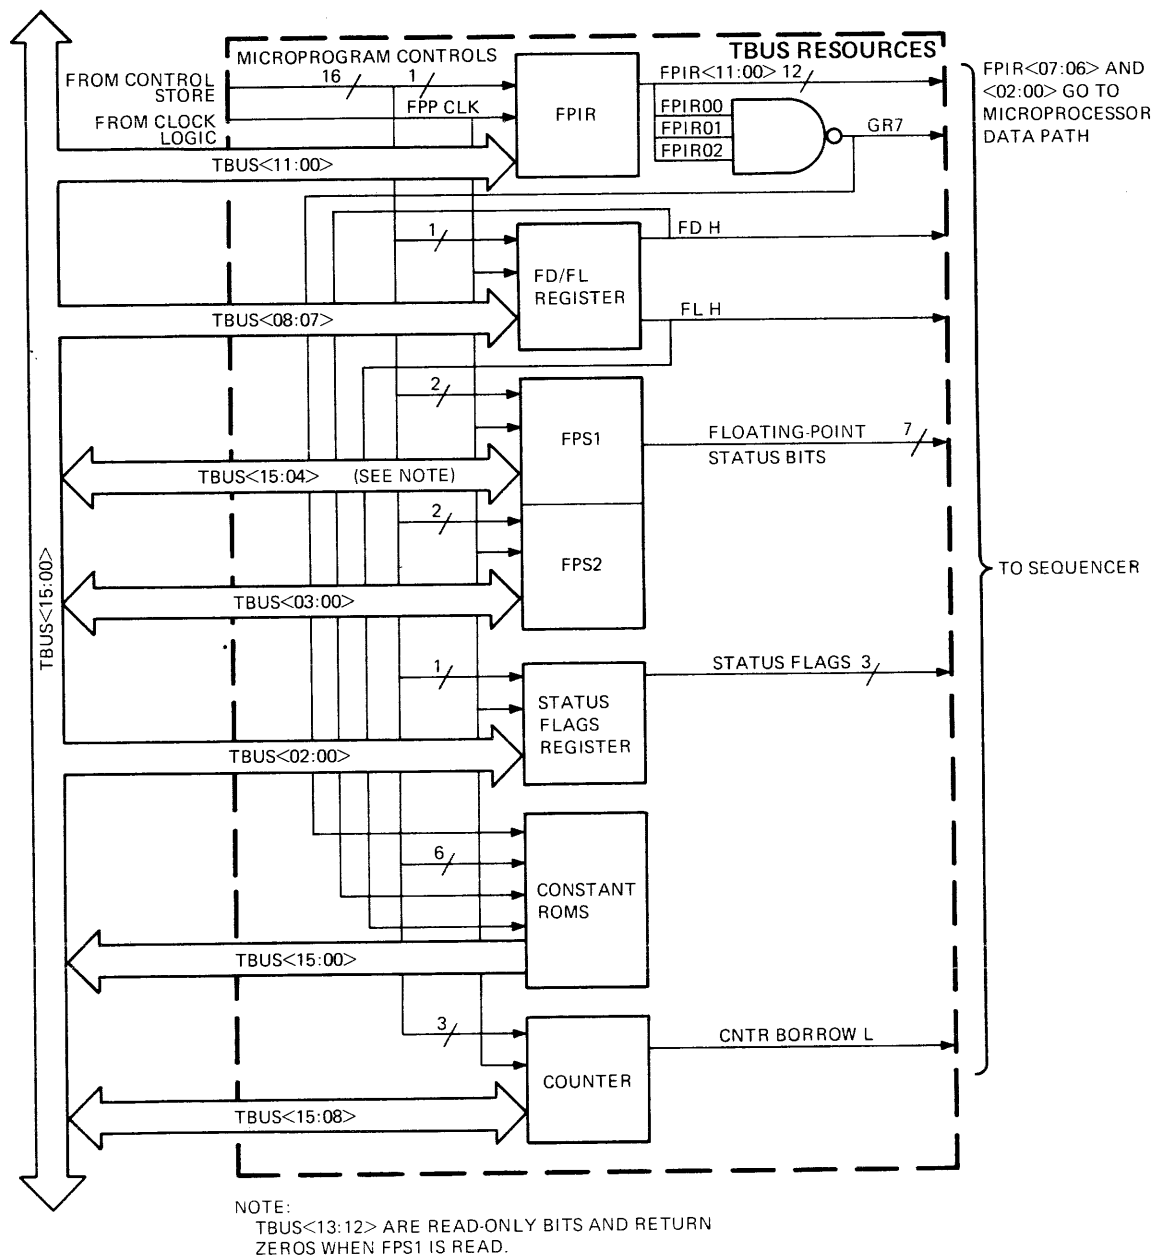 MICROPROGRAM CONTROLS
TBUS RESOURCES
FROM CONTROL
STORE
16
1
FPIR<11:00> 12
FPIR<07:06> AND
<02:00> GO TO
MICROPROCESSOR
DATA PATH
FROM CLOCK
LOGIC
FPP CLK
FPIR
FPIR00
FPIR01
FPIR02
GR7
TBUS<11:00>
1
FD H
FD/FL
REGISTER
TBUS<08:07>
FL H
2
FPS1
FLOATING-POINT
STATUS BITS
7
TBUS<15:04> (SEE NOTE)
2
FPS2
TBUS<03:00>
TBUS<15:00>
TO SEQUENCER
1
STATUS FLAGS 3
STATUS
FLAGS
REGISTER
TBUS<02:00>
6
CONSTANT
ROMS
TBUS<15:00>
3
CNTR BORROW L
COUNTER
TBUS<15:08>
NOTE:
TBUS<13:12> ARE READ-ONLY BITS AND RETURN
ZEROS WHEN FPS1 IS READ.